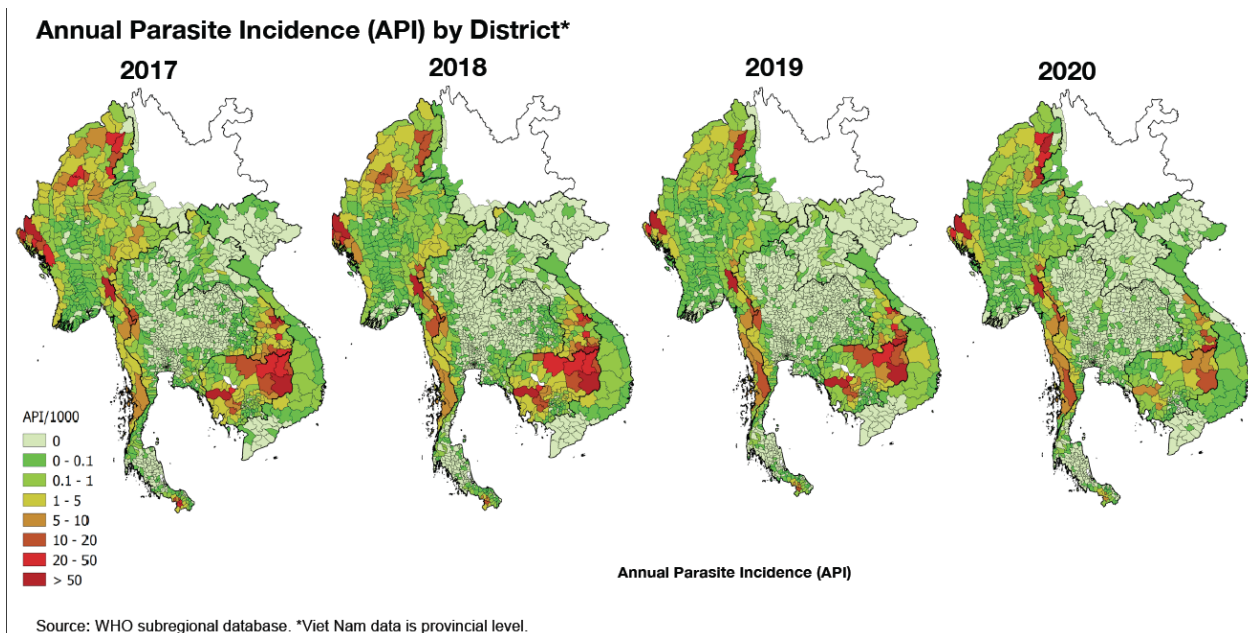 Annual Parasite Incidence (API) by District*
2017
2018
2019
2020
API/1000
0
0 - 0.1
0.1 - 1
1 - 5
5 - 10
10 - 20
20 - 50
> 50
Annual Parasite Incidence (API)
Source: WHO subregional database. *Viet Nam data is provincial level.